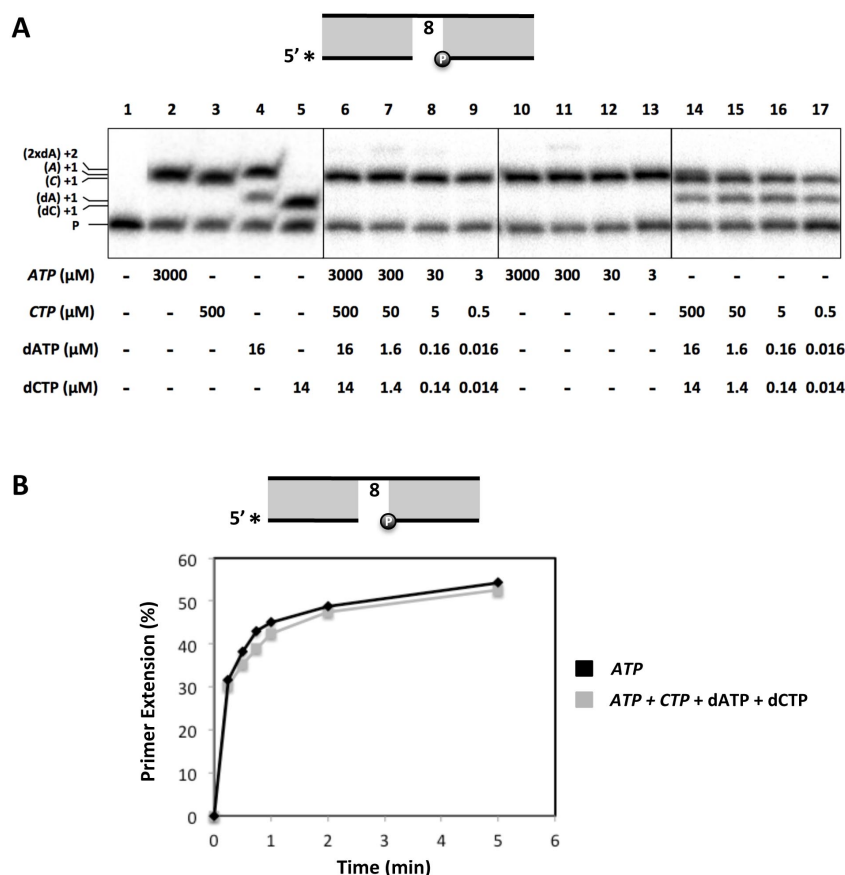 A
8
5' *
P
1 2 3 4 5 6 7 8 9 10 11 12 13 14 15 16 17
(2xdA) +2
(A) +1
(C) +1
(dA) +1
(dC) +1
P
ATP (μM) - 3000 - - - 3000 300 30 3 3000 300 30 3 - - - -
CTP (μM) - - 500 - - 500 50 5 0.5 - - - - 500 50 5 0.5
dATP (μM) - - - 16 - 16 1.6 0.16 0.016 - - - - 16 1.6 0.16 0.016
dCTP (μM) - - - - 14 14 1.4 0.14 0.014 - - - - 14 1.4 0.14 0.014
B
8
5' *
P
60
50
40
30
20
10
0
0 1 2 3 4 5 6
Primer Extension (%)
Time (min)
ATP
ATP + CTP + dATP + dCTP